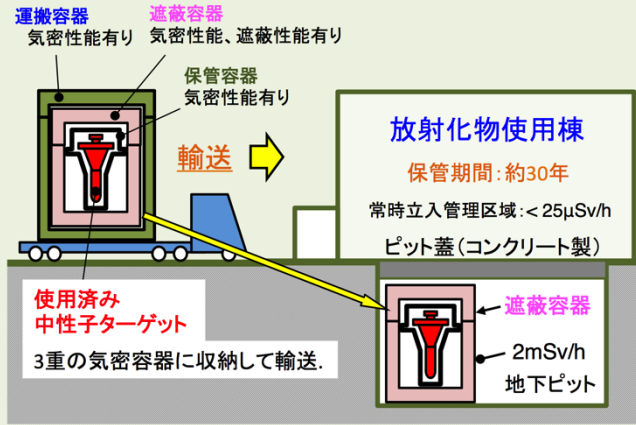 運搬容器
気密性能有り
遮蔽容器
気密性能、遮蔽性能有り
保管容器
気密性能有り
輸送
放射化物使用棟
保管期間:約30年
常時立入管理区域:< 25μSv/h
ピット蓋(コンクリート製)
使用済み
中性子ターゲット
3重の気密容器に収納して輸送.
遮蔽容器
2mSv/h
地下ピット